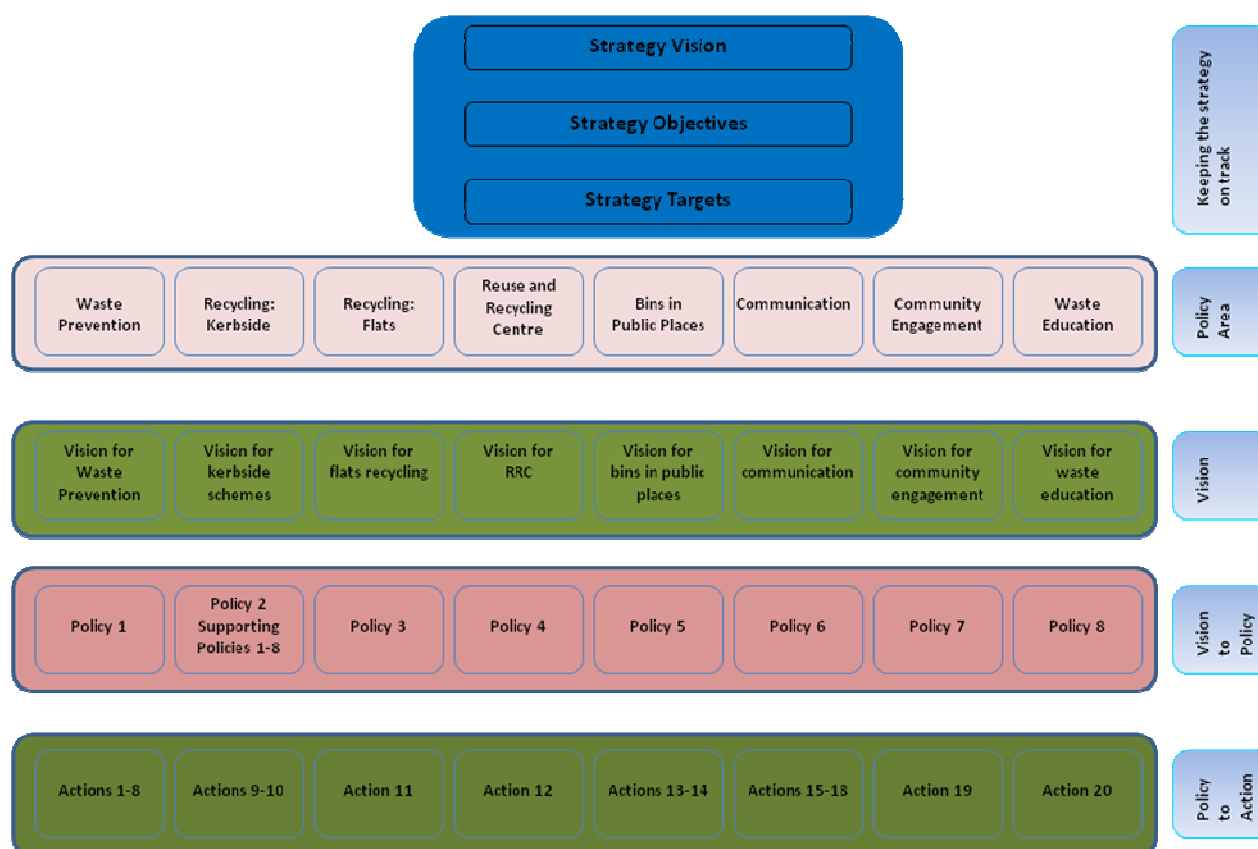 Strategy Vision
Strategy Objectives
Strategy Targets
Keeping the strategy
on track
Waste
Prevention
Recycling:
Kerbside
Recycling:
Flats
Reuse and
Recycling
Centre
Bins in
Public Places
Communication
Community
Engagement
Waste
Education
Policy
Area
Vision for
Waste
Prevention
Vision for
kerbside
schemes
Vision for
flats recycling
Vision for
RRC
Vision for
bins in public
places
Vision for
communication
Vision for
community
engagement
Vision for
waste
education
Vision
Policy 1
Policy 2
Supporting
Policies 1-8
Policy 3
Policy 4
Policy 5
Policy 6
Policy 7
Policy 8
Vision
to
Policy
Actions 1-8
Actions 9-10
Action 11
Action 12
Actions 13-14
Actions 15-18
Action 19
Action 20
Policy
to
Action